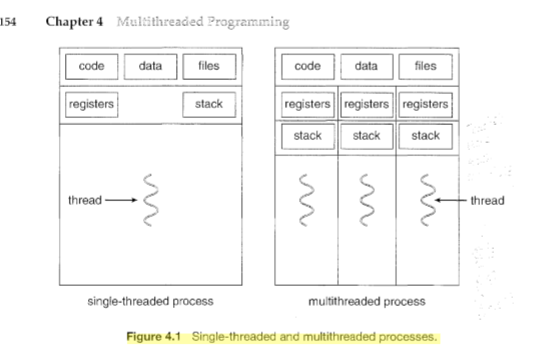 154 Chapter 4 Multithreaded Programming
code data files
registers stack
thread
single-threaded process
code data files
registers registers registers
stack stack stack
thread
multithreaded process
Figure 4.1 Single-threaded and multithreaded processes.